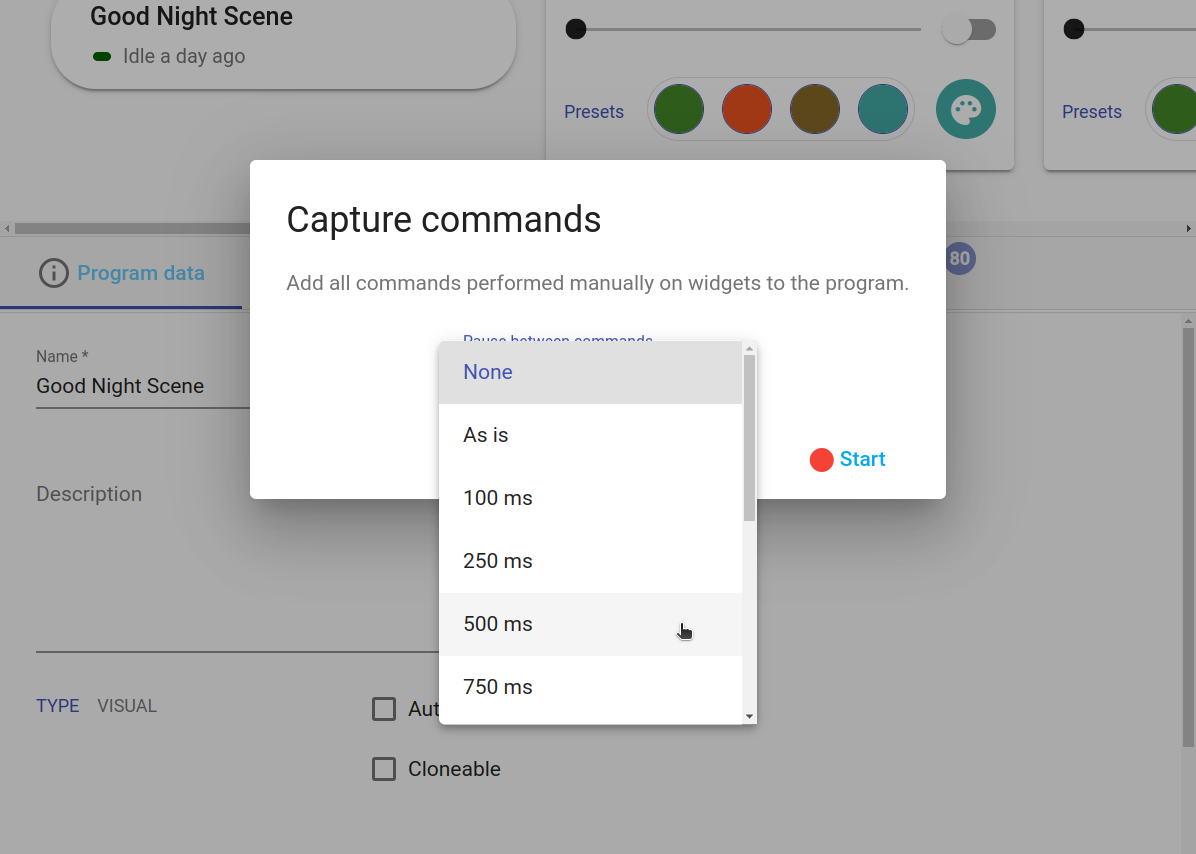 Good Night Scene
Idle a day ago
Presets
Presets
Capture commands
Program data
80
Add all commands performed manually on widgets to the program.
Pause between commands
Name *
None
Good Night Scene
As is
Start
Description
100 ms
250 ms
500 ms
750 ms
TYPE VISUAL
Aut
Cloneable